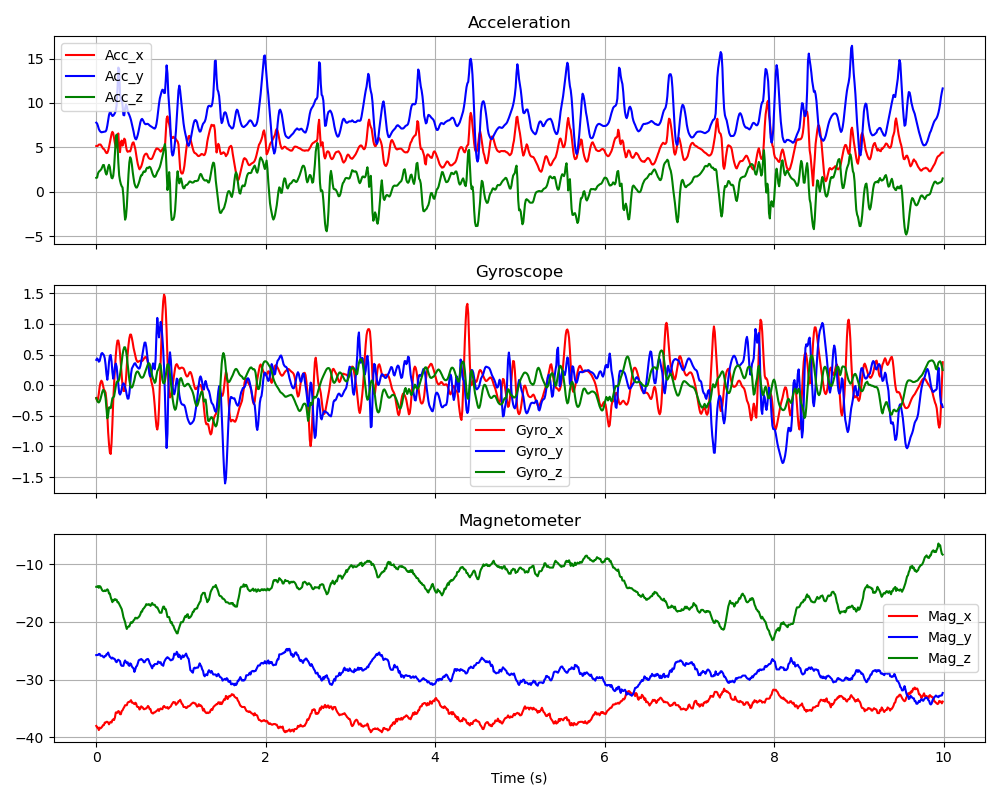 Acceleration
15
10
5
0
−5
Acc_x
Acc_y
Acc_z
Gyroscope
1.5
1.0
0.5
0.0
−0.5
−1.0
−1.5
Gyro_x
Gyro_y
Gyro_z
Magnetometer
−10
−20
−30
−40
Mag_x
Mag_y
Mag_z
0 2 4 6 8 10
Time (s)